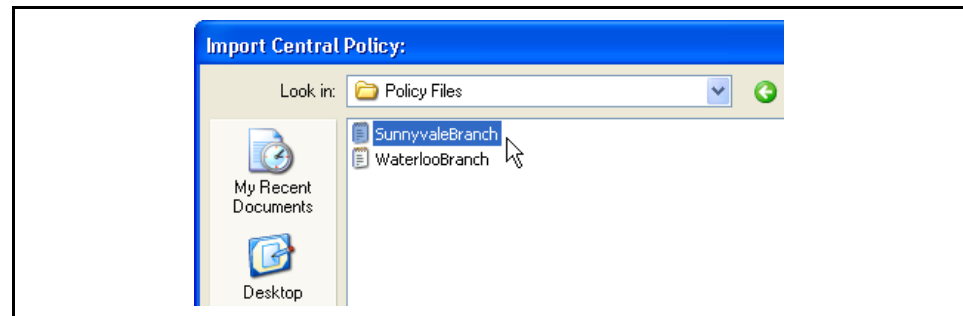 Import Central Policy:
Look in: Policy Files
SunnyvaleBranch
WaterlooBranch
My Recent
Documents
Desktop